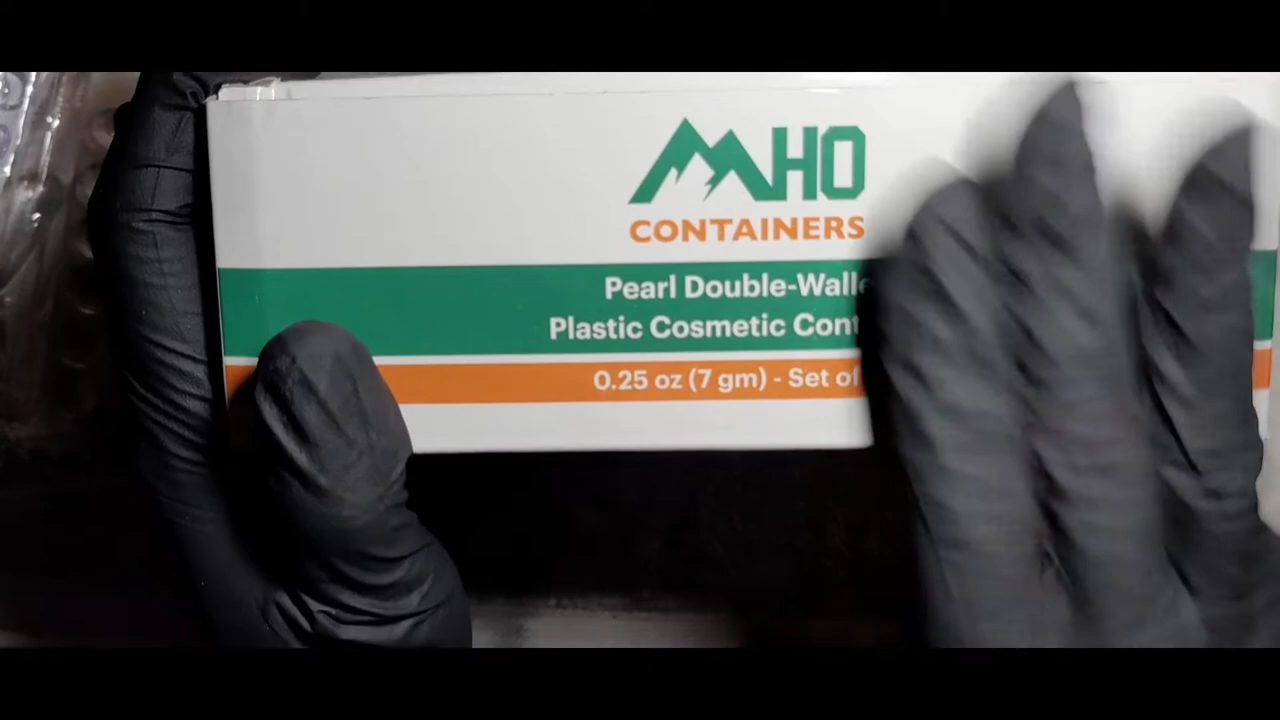 MHO
CONTAINERS
Pearl Double-Walle
Plastic Cosmetic Cont
0.25 oz (7 gm) - Set of